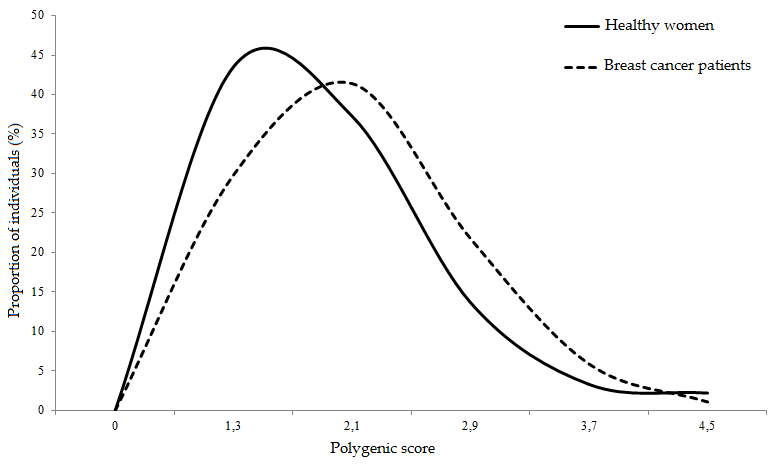 Healthy women
Breast cancer patients
Proportion of individuals (%)
50
45
40
35
30
25
20
15
10
5
0
0 1,3 2,1 2,9 3,7 4,5
Polygenic score